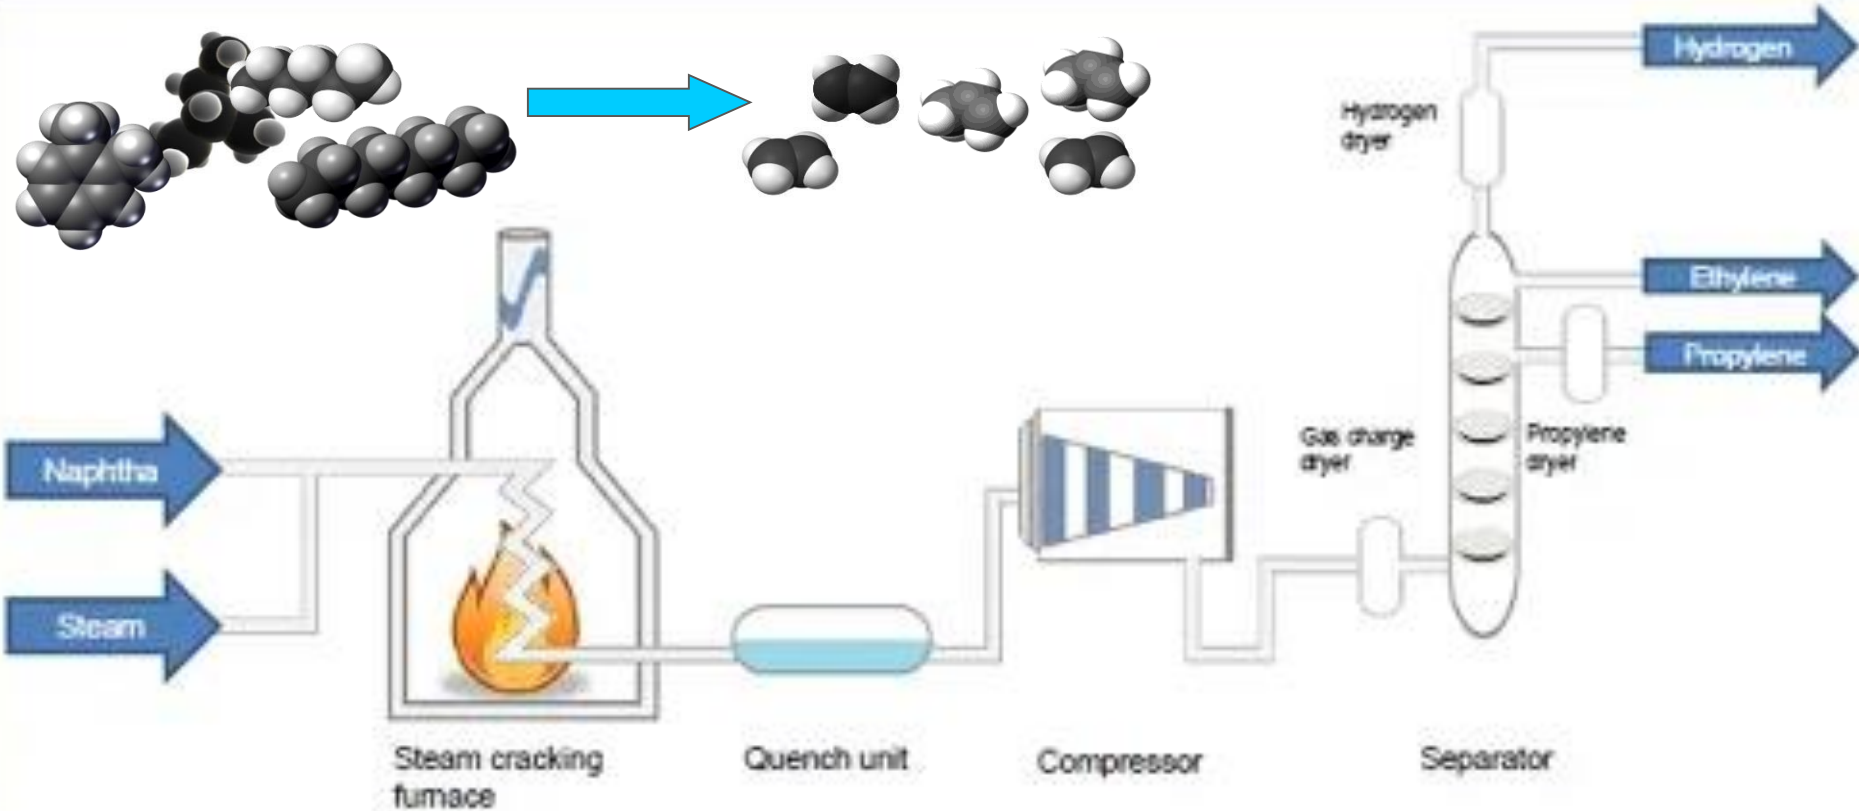 Hydrogen
Hydrogen
dryer
Ethylene
Propylene
Naphtha
Gas charge
dryer
Propylene
dryer
Steam
Steam cracking
furnace
Quench unit
Compressor
Separator